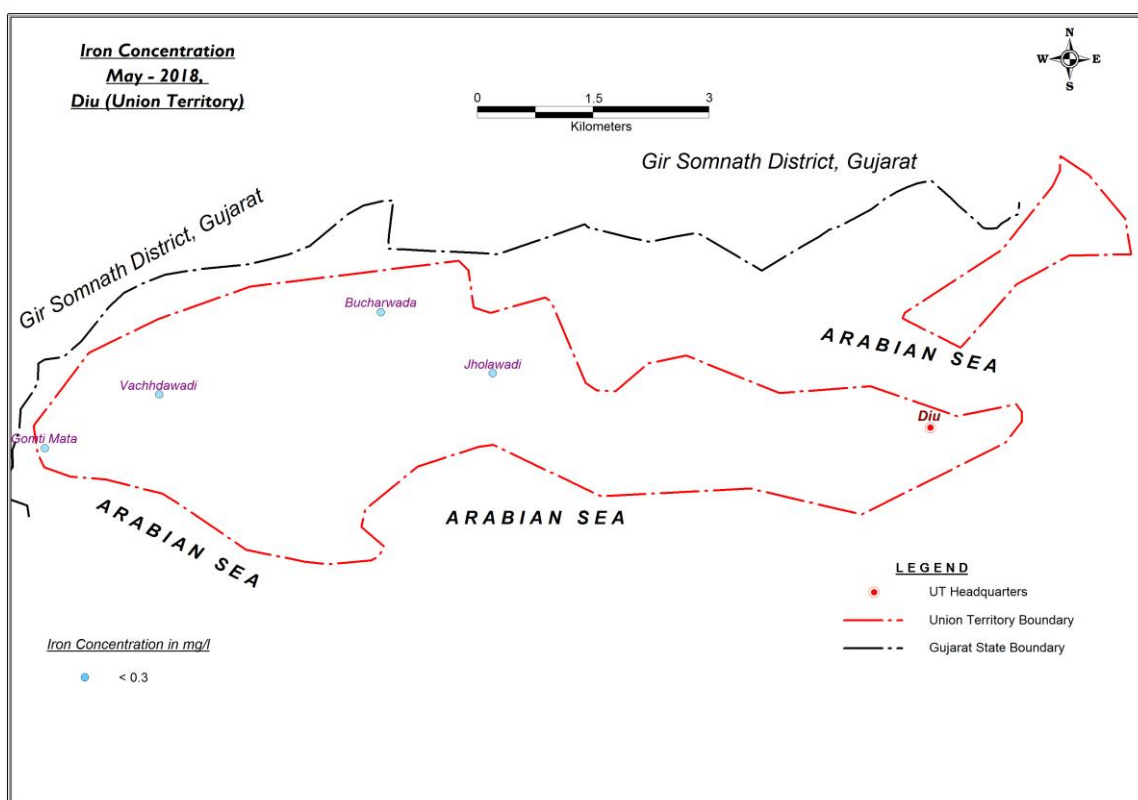 Iron Concentration
May - 2018,
Diu (Union Territory)
N
W E
S
0 1.5 3
Kilometers
Gir Somnath District, Gujarat
Gir Somnath District, Gujarat
Bucharwada
ARABIAN SEA
Jholawadi
Vachhdawadi
Diu
Gomti Mata
ARABIAN SEA
ARABIAN SEA
LEGEND
UT Headquarters
Union Territory Boundary
Gujarat State Boundary
Iron Concentration in mg/l
< 0.3